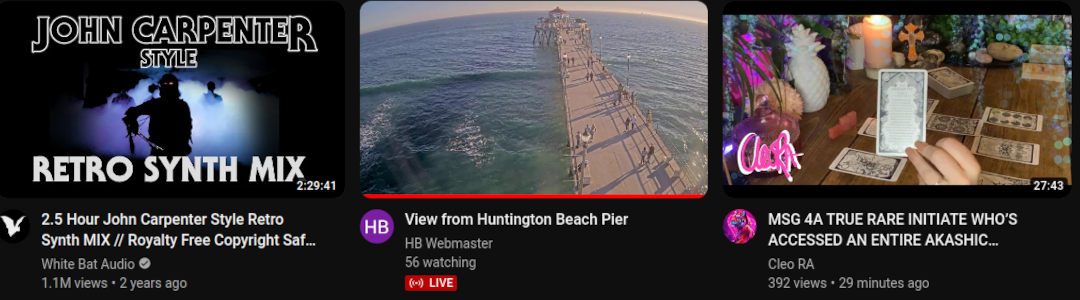 JOHN CARPENTER
STYLE
RETRO SYNTH MIX
2:29:41
2.5 Hour John Carpenter Style Retro
Synth MIX // Royalty Free Copyright Saf...
White Bat Audio
1.1M views • 2 years ago
HB
View from Huntington Beach Pier
HB Webmaster
56 watching
LIVE
27:43
MSG 4A TRUE RARE INITIATE WHO'S
ACCESSED AN ENTIRE AKASHIC...
Cleo RA
392 views • 29 minutes ago